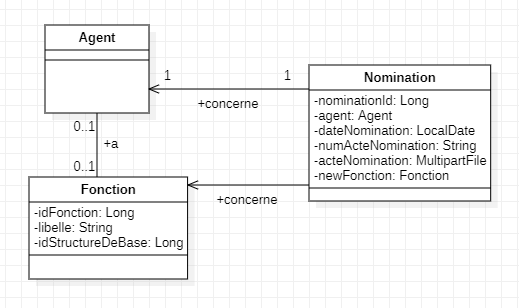 Agent
1
1
+concerne
Nomination
-nominationId: Long
-agent: Agent
-dateNomination: LocalDate
-numActeNomination: String
-acteNomination: MultipartFile
-newFonction: Fonction
0..1
+a
0..1
+concerne
Fonction
-idFonction: Long
-libelle: String
-idStructureDeBase: Long